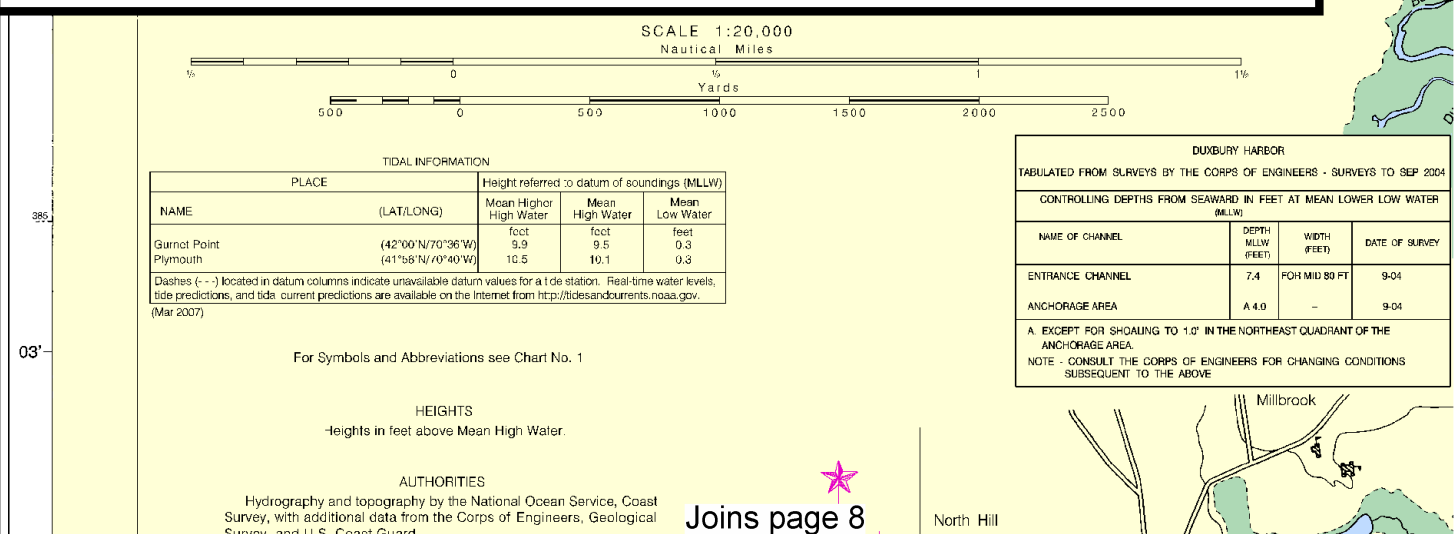 SCALE 1:20,000
Nautical Miles
½ 0 ½ 1 1½
Yards
500 0 500 1000 1500 2000 2500
TIDAL INFORMATION
PLACE Height referred to datum of soundings (MLLW)
NAME (LAT/LONG) Mean Higher High Water Mean High Water Mean Low Water
feet feet feet
Gurnet Point (42°00'N/70°36'W) 9.9 9.5 0.3
Plymouth (41°58'N/70°40'W) 10.5 10.1 0.3
Dashes (- - -) located in datum columns indicate unavailable datum values for a tide station. Real-time water levels,
tide predictions, and tidal current predictions are available on the Internet from http://tidesandcurrents.noaa.gov.
(Mar 2007)
385
03'
For Symbols and Abbreviations see Chart No. 1
HEIGHTS
Heights in feet above Mean High Water.
AUTHORITIES
Hydrography and topography by the National Ocean Service, Coast
Survey, with additional data from the Corps of Engineers, Geological
Survey, and U.S. Coast Guard.
Joins page 8
DUXBURY HARBOR
TABULATED FROM SURVEYS BY THE CORPS OF ENGINEERS - SURVEYS TO SEP 2004
CONTROLLING DEPTHS FROM SEAWARD IN FEET AT MEAN LOWER LOW WATER
(MLLW)
NAME OF CHANNEL DEPTH MLLW (FEET) WIDTH (FEET) DATE OF SURVEY
ENTRANCE CHANNEL 7.4 FOR MID 80 FT 9-04
ANCHORAGE AREA A 4.0 – 9-04
A. EXCEPT FOR SHOALING TO 1.0' IN THE NORTHEAST QUADRANT OF THE
ANCHORAGE AREA.
NOTE - CONSULT THE CORPS OF ENGINEERS FOR CHANGING CONDITIONS
SUBSEQUENT TO THE ABOVE
Millbrook
North Hill